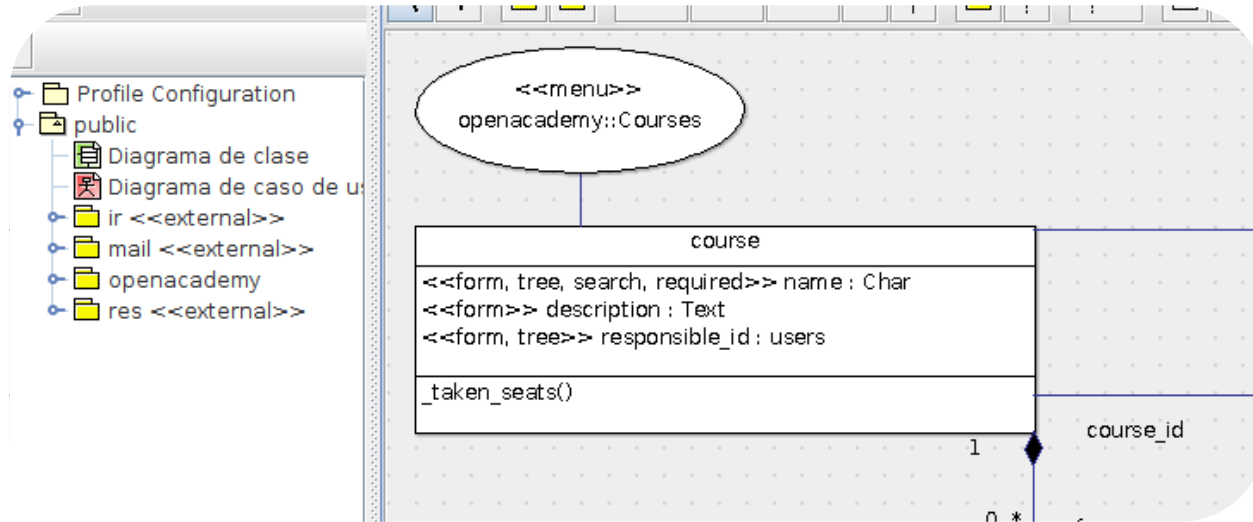 Profile Configuration
public
Diagrama de clase
Diagrama de caso de
ir <<external>>
mail <<external>>
openacademy
res <<external>>
<<menu>>
openacademy::Courses
course
<<form, tree, search, required>> name : Char
<<form>> description : Text
<<form, tree>> responsible_id : users
_taken_seats()
course_id
1
0..*